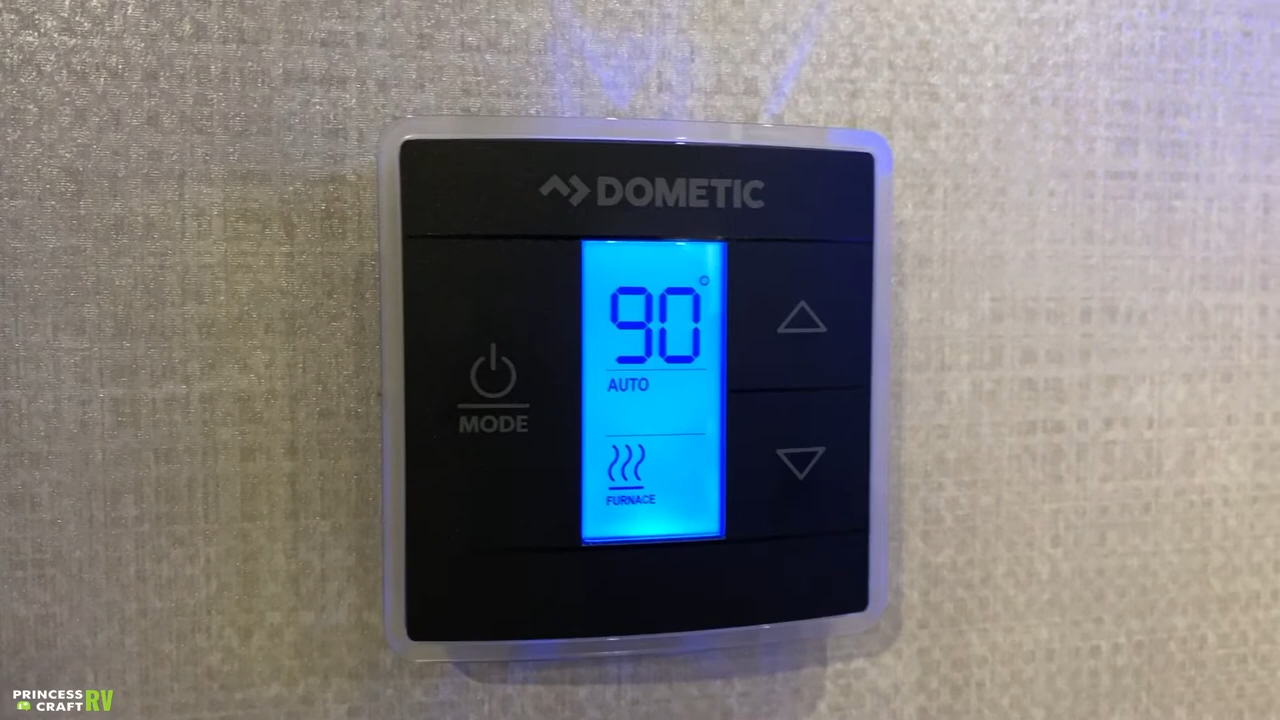 DOMETIC
90°
AUTO
MODE
FURNACE
PRINCESS
CRAFT RV